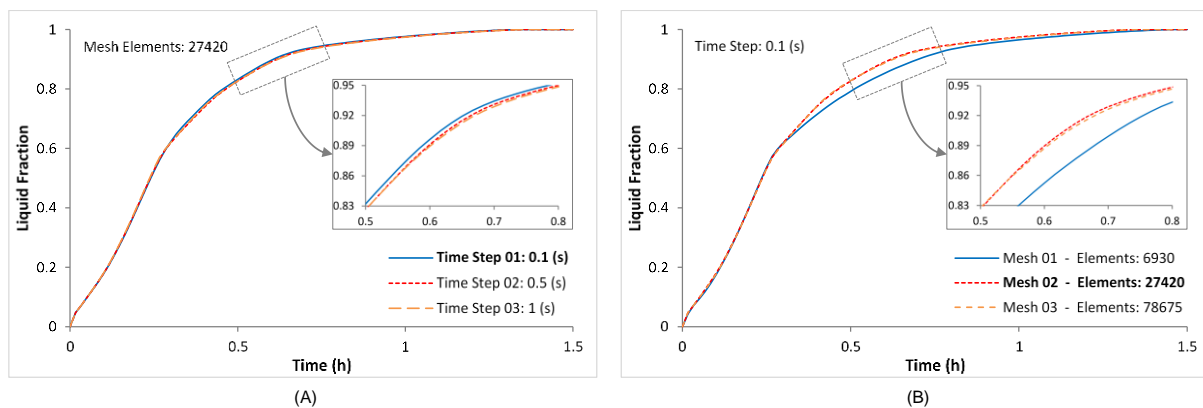 Mesh Elements: 27420
Liquid Fraction
1
0.8
0.6
0.4
0.2
0
0 0.5 1 1.5
Time (h)
0.95
0.92
0.89
0.86
0.83
0.5 0.6 0.7 0.8
Time Step 01: 0.1 (s)
Time Step 02: 0.5 (s)
Time Step 03: 1 (s)
(A)
Time Step: 0.1 (s)
Liquid Fraction
1
0.8
0.6
0.4
0.2
0
0 0.5 1 1.5
Time (h)
0.95
0.92
0.89
0.86
0.83
0.5 0.6 0.7 0.8
Mesh 01 - Elements: 6930
Mesh 02 - Elements: 27420
Mesh 03 - Elements: 78675
(B)